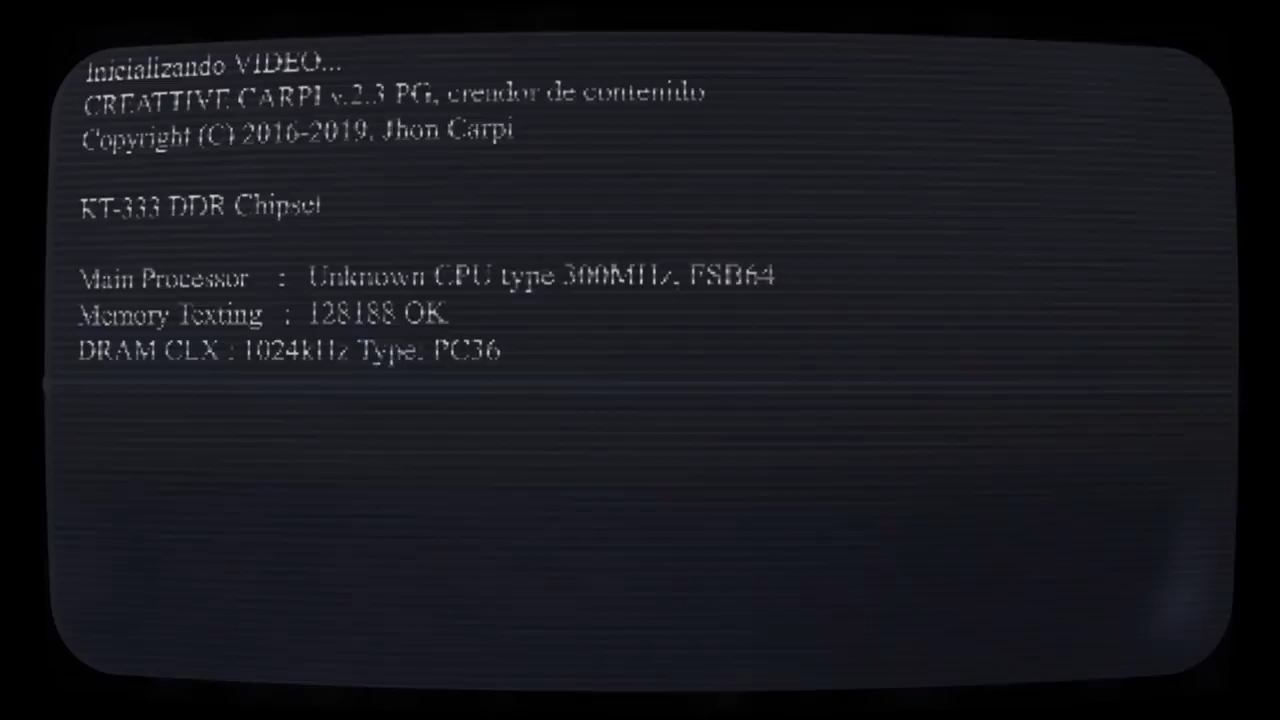 Inicializando VIDEO...
CREATTIVE CARPI v.2.3 PG, creador de contenido
Copyright (C) 2016-2019, Jhon Carpi
KT-333 DDR Chipset
Main Processor : Unknown CPU type 300MHz, FSB64
Memory Texting : 128188 OK
DRAM CLX : 1024kHz Type: PC36